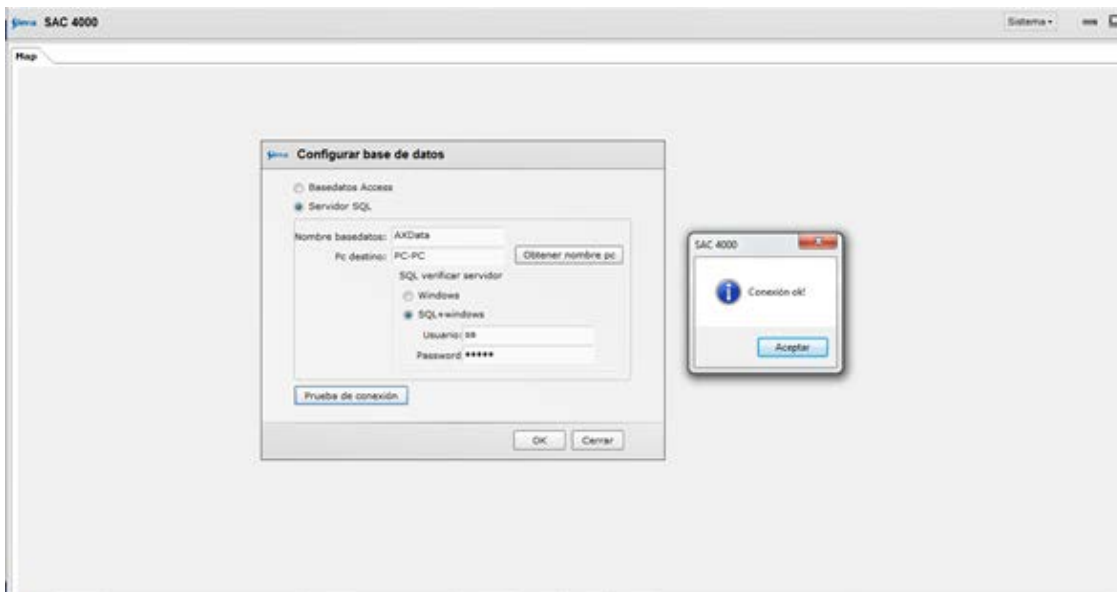 SAC 4000
Sistema
Map
Configurar base de datos
Basedatos Access
Servidor SQL
Nombre basedatos: AXData
Pc destino: PC-PC Obtener nombre pc
SQL verificar servidor
Windows
SQL+windows
Usuario: sa
Password *****
Prueba de conexión
OK Cerrar
SAC 4000
Conexión ok!
Aceptar